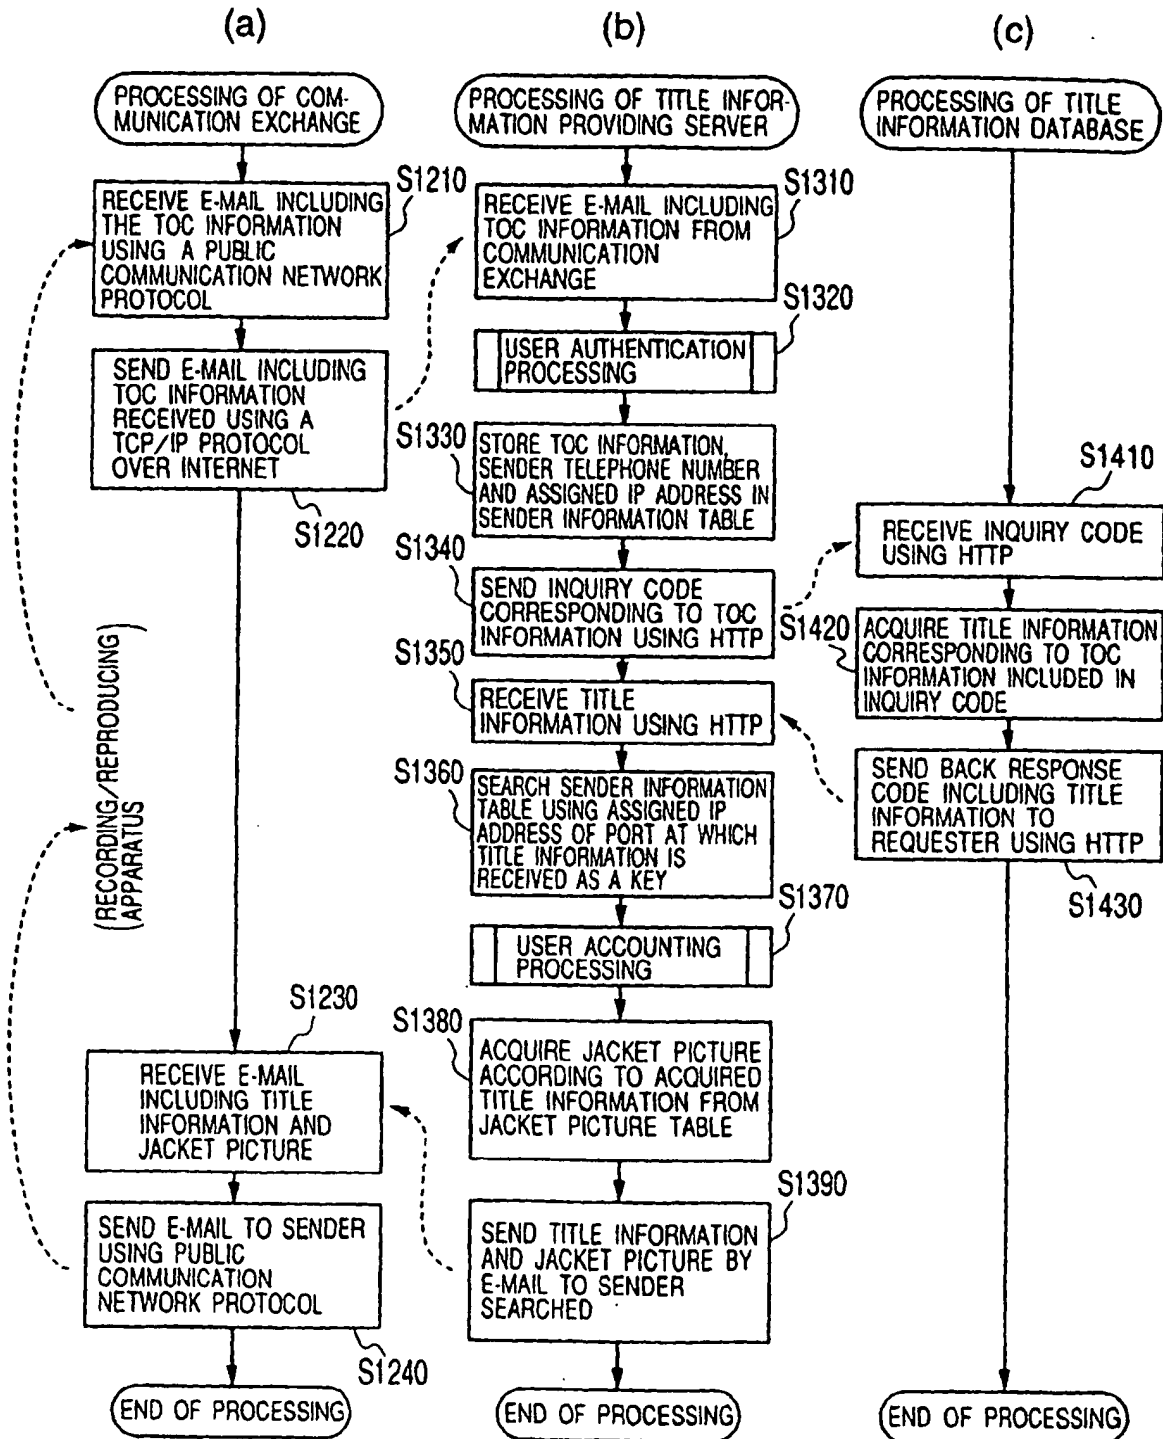 (a)
PROCESSING OF COM-
MUNICATION EXCHANGE
S1210
RECEIVE E-MAIL INCLUDING
THE TOC INFORMATION
USING A PUBLIC
COMMUNICATION NETWORK
PROTOCOL
SEND E-MAIL INCLUDING
TOC INFORMATION
RECEIVED USING A
TCP/IP PROTOCOL
OVER INTERNET
S1220
(RECORDING/REPRODUCING
APPARATUS)
S1230
RECEIVE E-MAIL
INCLUDING TITLE
INFORMATION AND
JACKET PICTURE
SEND E-MAIL TO SENDER
USING PUBLIC
COMMUNICATION
NETWORK PROTOCOL
S1240
END OF PROCESSING
(b)
PROCESSING OF TITLE INFOR-
MATION PROVIDING SERVER
S1310
RECEIVE E-MAIL INCLUDING
TOC INFORMATION FROM
COMMUNICATION
EXCHANGE
S1320
USER AUTHENTICATION
PROCESSING
S1330
STORE TOC INFORMATION,
SENDER TELEPHONE NUMBER
AND ASSIGNED IP ADDRESS IN
SENDER INFORMATION TABLE
S1340
SEND INQUIRY CODE
CORRESPONDING TO TOC
INFORMATION USING HTTP
S1350
RECEIVE TITLE
INFORMATION USING HTTP
S1360
SEARCH SENDER INFORMATION
TABLE USING ASSIGNED IP
ADDRESS OF PORT AT WHICH
TITLE INFORMATION IS
RECEIVED AS A KEY
S1370
USER ACCOUNTING
PROCESSING
S1380
ACQUIRE JACKET PICTURE
ACCORDING TO ACQUIRED
TITLE INFORMATION FROM
JACKET PICTURE TABLE
S1390
SEND TITLE INFORMATION
AND JACKET PICTURE BY
E-MAIL TO SENDER
SEARCHED
END OF PROCESSING
(c)
PROCESSING OF TITLE
INFORMATION DATABASE
S1410
RECEIVE INQUIRY CODE
USING HTTP
S1420
ACQUIRE TITLE INFORMATION
CORRESPONDING TO TOC
INFORMATION INCLUDED IN
INQUIRY CODE
SEND BACK RESPONSE
CODE INCLUDING TITLE
INFORMATION TO
REQUESTER USING HTTP
S1430
END OF PROCESSING